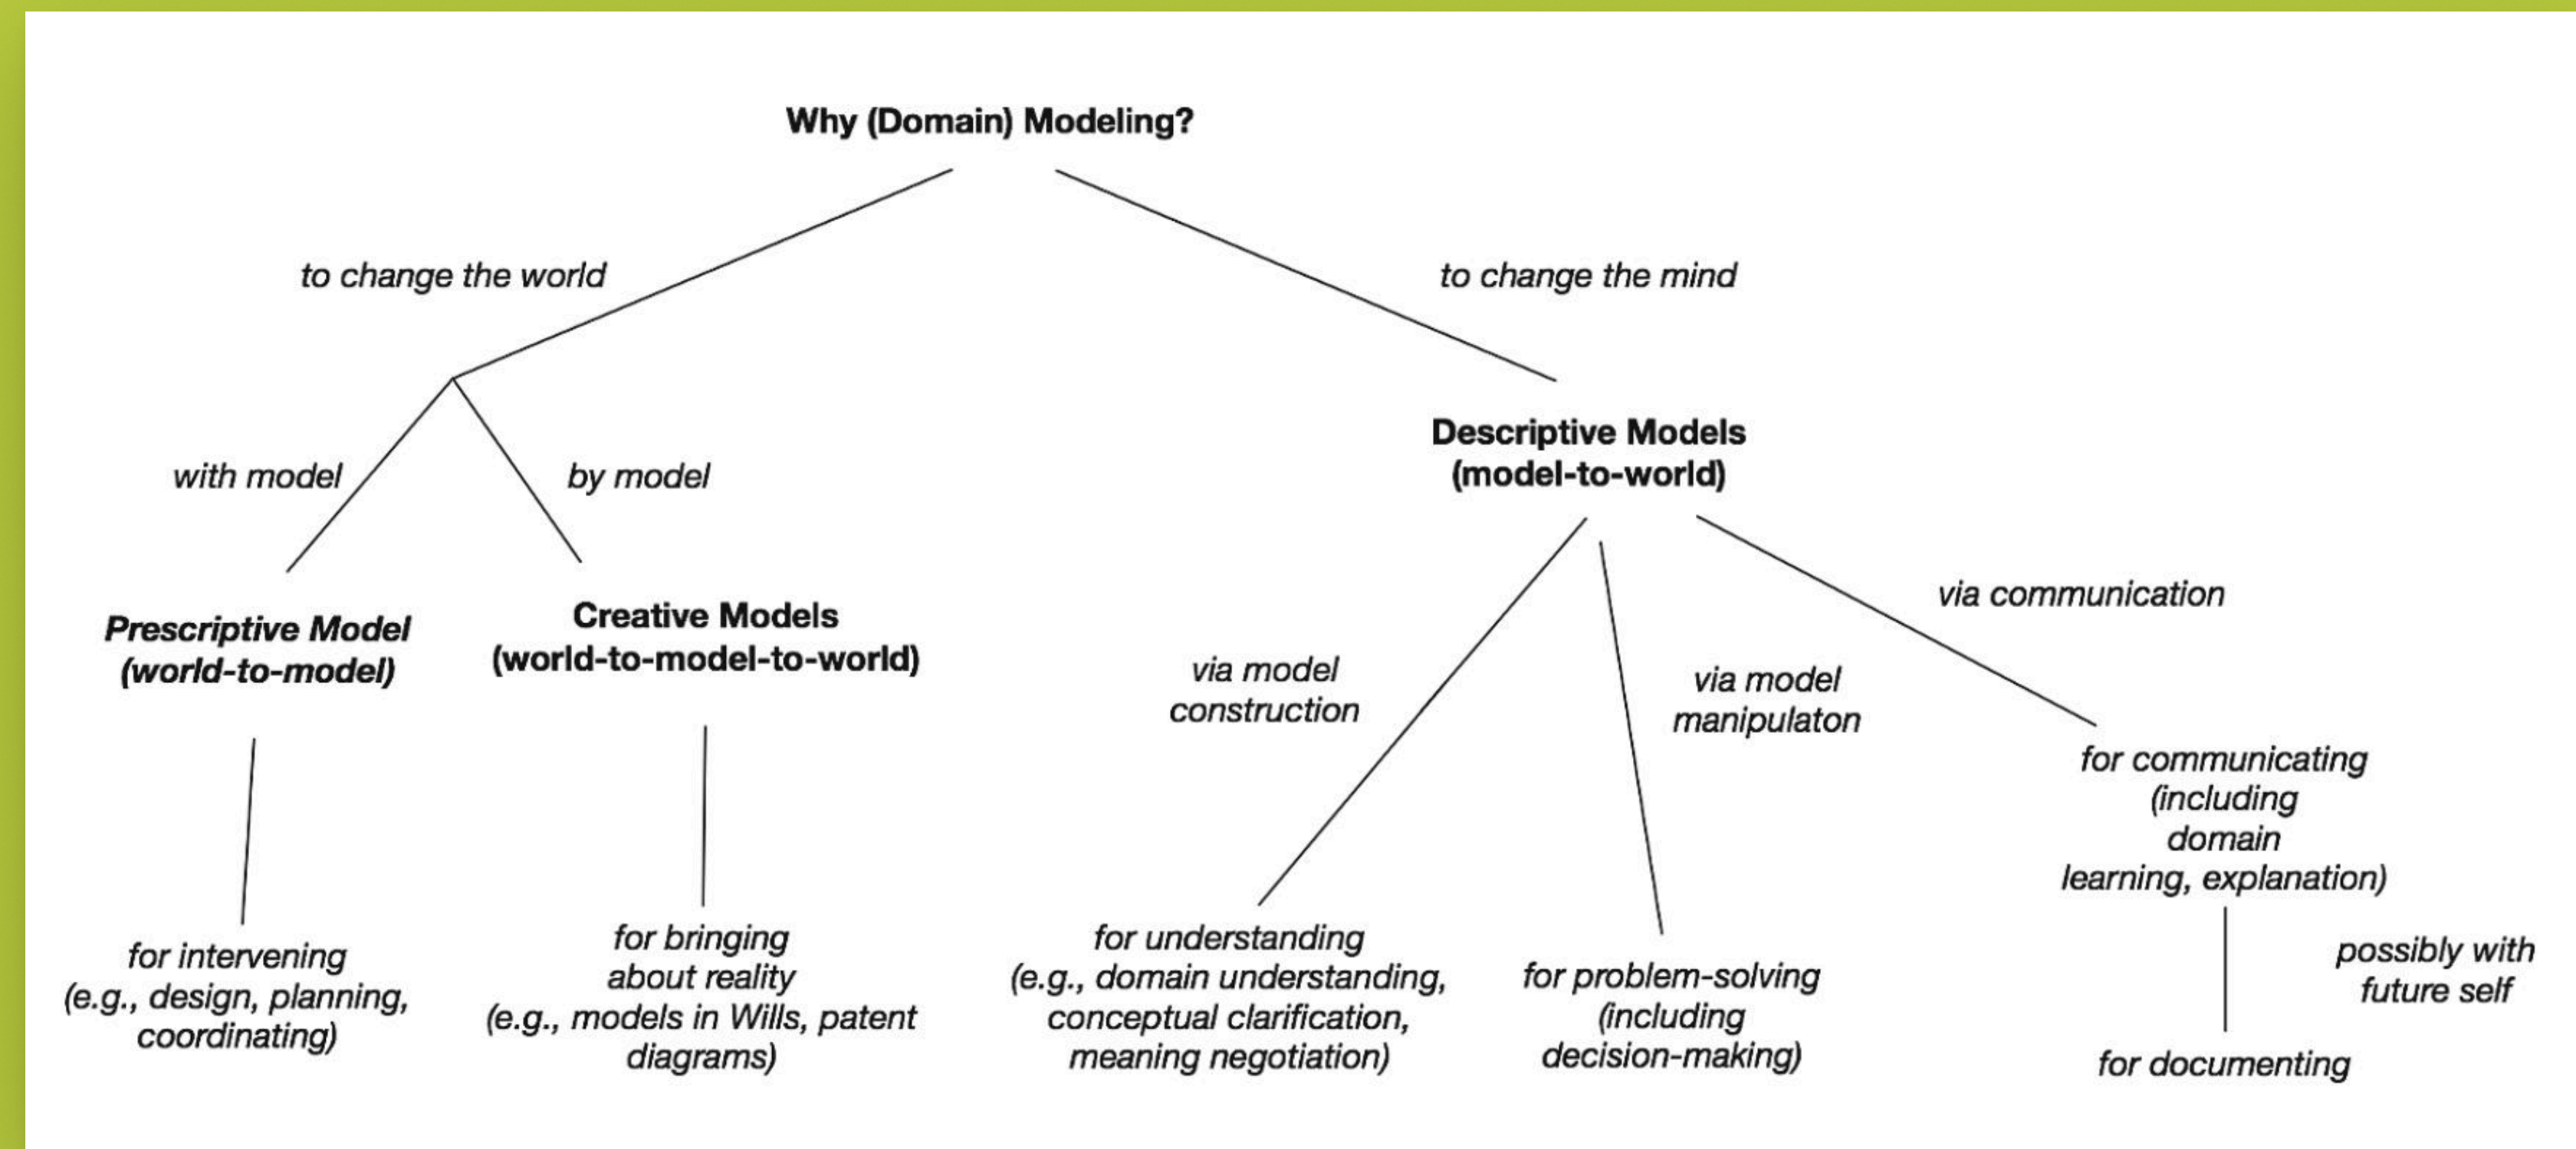 Why (Domain) Modeling?
to change the world
to change the mind
with model
by model
Descriptive Models
(model-to-world)
Prescriptive Model
(world-to-model)
Creative Models
(world-to-model-to-world)
via model
construction
via model
manipulaton
via communication
for intervening
(e.g., design, planning,
coordinating)
for bringing
about reality
(e.g., models in Wills, patent
diagrams)
for understanding
(e.g., domain understanding,
conceptual clarification,
meaning negotiation)
for problem-solving
(including
decision-making)
for communicating
(including
domain
learning, explanation)
possibly with
future self
for documenting